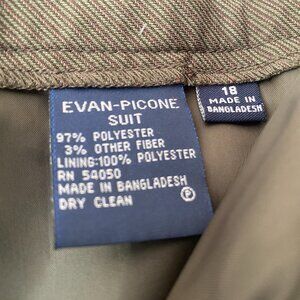 EVAN-PICONE
SUIT
97% POLYESTER
3% OTHER FIBER
LINING:100% POLYESTER
RN 54050
MADE IN BANGLADESH
DRY CLEAN
P
18
MADE IN
BANGLADESH